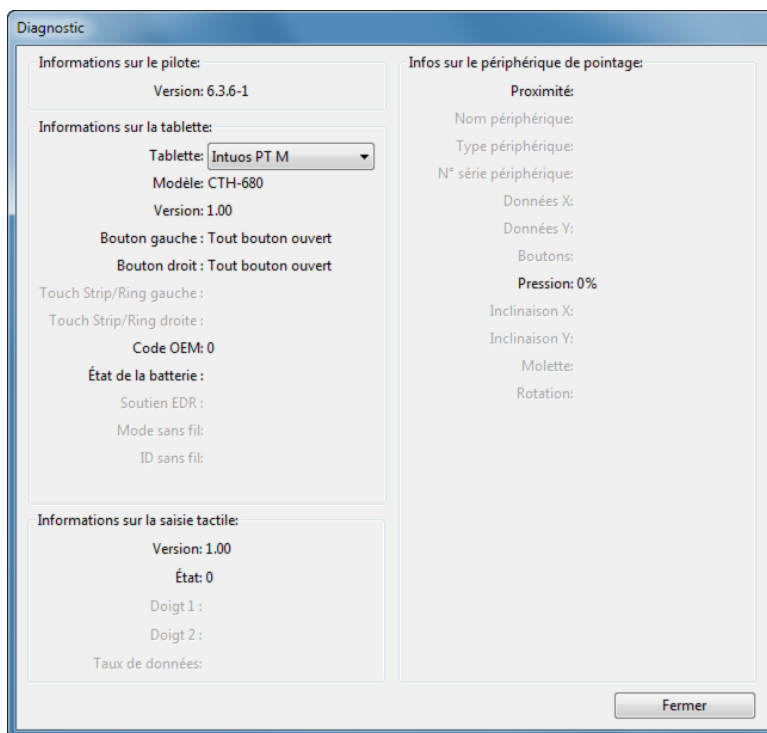 Diagnostic
Informations sur le pilote:
Version: 6.3.6-1
Informations sur la tablette:
Tablette: Intuos PT M
Modèle: CTH-680
Version: 1.00
Bouton gauche : Tout bouton ouvert
Bouton droit : Tout bouton ouvert
Touch Strip/Ring gauche :
Touch Strip/Ring droite :
Code OEM: 0
État de la batterie :
Soutien EDR :
Mode sans fil:
ID sans fil:
Informations sur la saisie tactile:
Version: 1.00
État: 0
Doigt 1 :
Doigt 2 :
Taux de données:
Infos sur le périphérique de pointage:
Proximité:
Nom périphérique:
Type périphérique:
N° série périphérique:
Données X:
Données Y:
Boutons:
Pression: 0%
Inclinaison X:
Inclinaison Y:
Molette:
Rotation:
Fermer